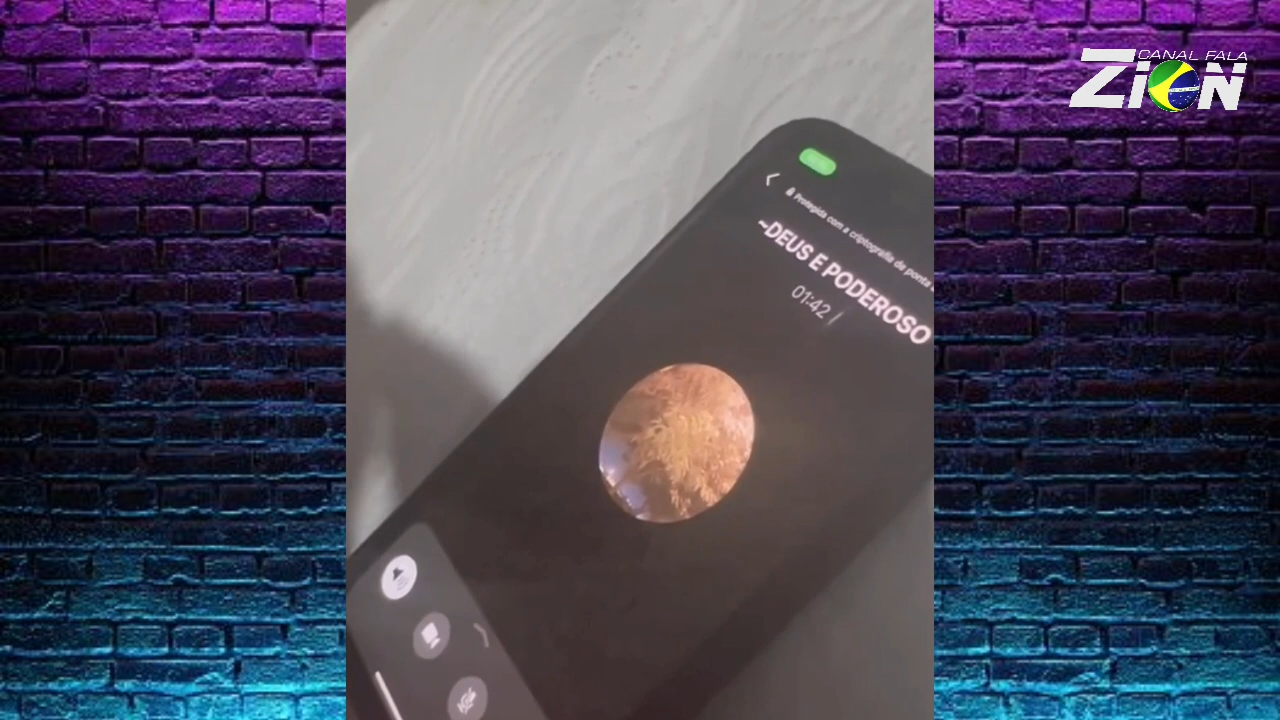 CANAL FALA
ZiON
Protegida com a criptografia de ponta
~DEUS E PODEROSO
01:42